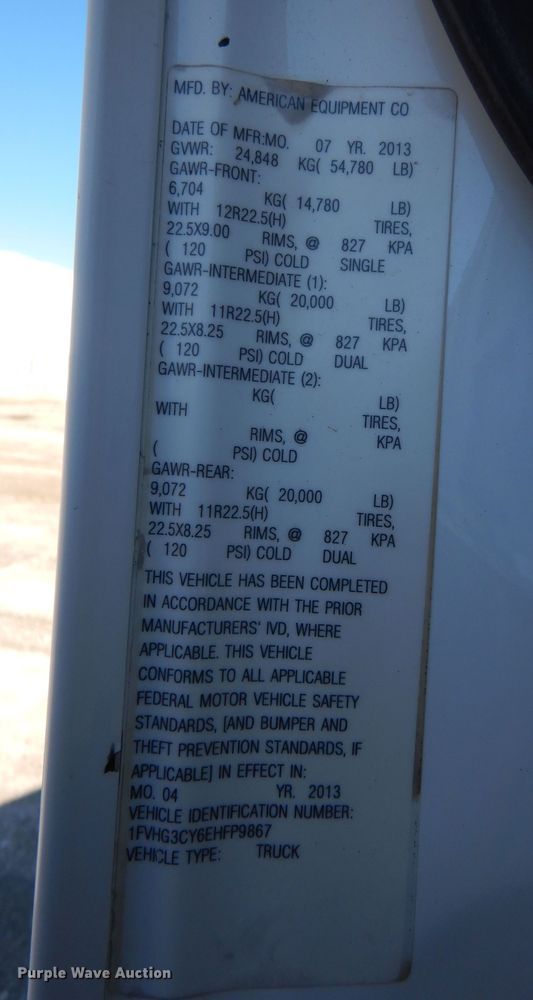 MFD. BY: AMERICAN EQUIPMENT CO
DATE OF MFR:MO. 07 YR. 2013
GVWR: 24,848 KG( 54,780 LB)
GAWR-FRONT:
6,704 KG( 14,780 LB)
WITH 12R22.5(H) TIRES,
22.5X9.00 RIMS, @ 827 KPA
( 120 PSI) COLD SINGLE
GAWR-INTERMEDIATE (1):
9,072 KG( 20,000 LB)
WITH 11R22.5(H) TIRES,
22.5X8.25 RIMS, @ 827 KPA
( 120 PSI) COLD DUAL
GAWR-INTERMEDIATE (2):
KG( LB)
WITH TIRES,
RIMS, @ KPA
( PSI) COLD
GAWR-REAR:
9,072 KG( 20,000 LB)
WITH 11R22.5(H) TIRES,
22.5X8.25 RIMS, @ 827 KPA
( 120 PSI) COLD DUAL
THIS VEHICLE HAS BEEN COMPLETED
IN ACCORDANCE WITH THE PRIOR
MANUFACTURERS' IVD, WHERE
APPLICABLE. THIS VEHICLE
CONFORMS TO ALL APPLICABLE
FEDERAL MOTOR VEHICLE SAFETY
STANDARDS, [AND BUMPER AND
THEFT PREVENTION STANDARDS, IF
APPLICABLE] IN EFFECT IN:
MO. 04 YR. 2013
VEHICLE IDENTIFICATION NUMBER:
1FVHG3CY6EHFP9867
VEHICLE TYPE: TRUCK
Purple Wave Auction